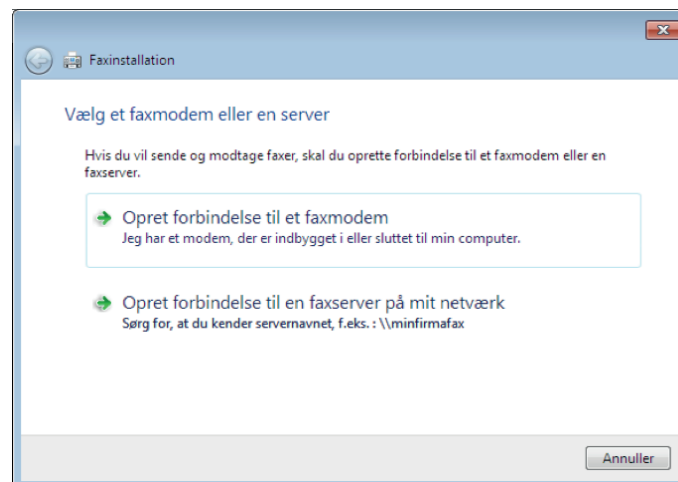 Faxinstallation
Vælg et faxmodem eller en server
Hvis du vil sende og modtage faxer, skal du oprette forbindelse til et faxmodem eller en
faxserver.
Opret forbindelse til et faxmodem
Jeg har et modem, der er indbygget i eller sluttet til min computer.
Opret forbindelse til en faxserver på mit netværk
Sørg for, at du kender servernavnet, f.eks. : \\minfirmafax
Annuller